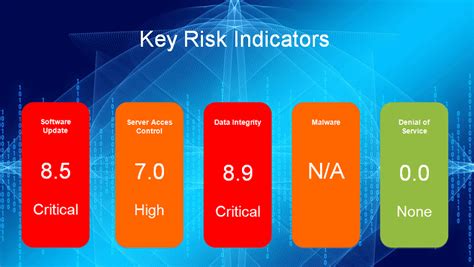 Key Risk Indicators
Software
Update
8.5
Critical
Server Acces
Control
7.0
High
Data Integrity
8.9
Critical
Malware
N/A
Denial of
Service
0.0
None